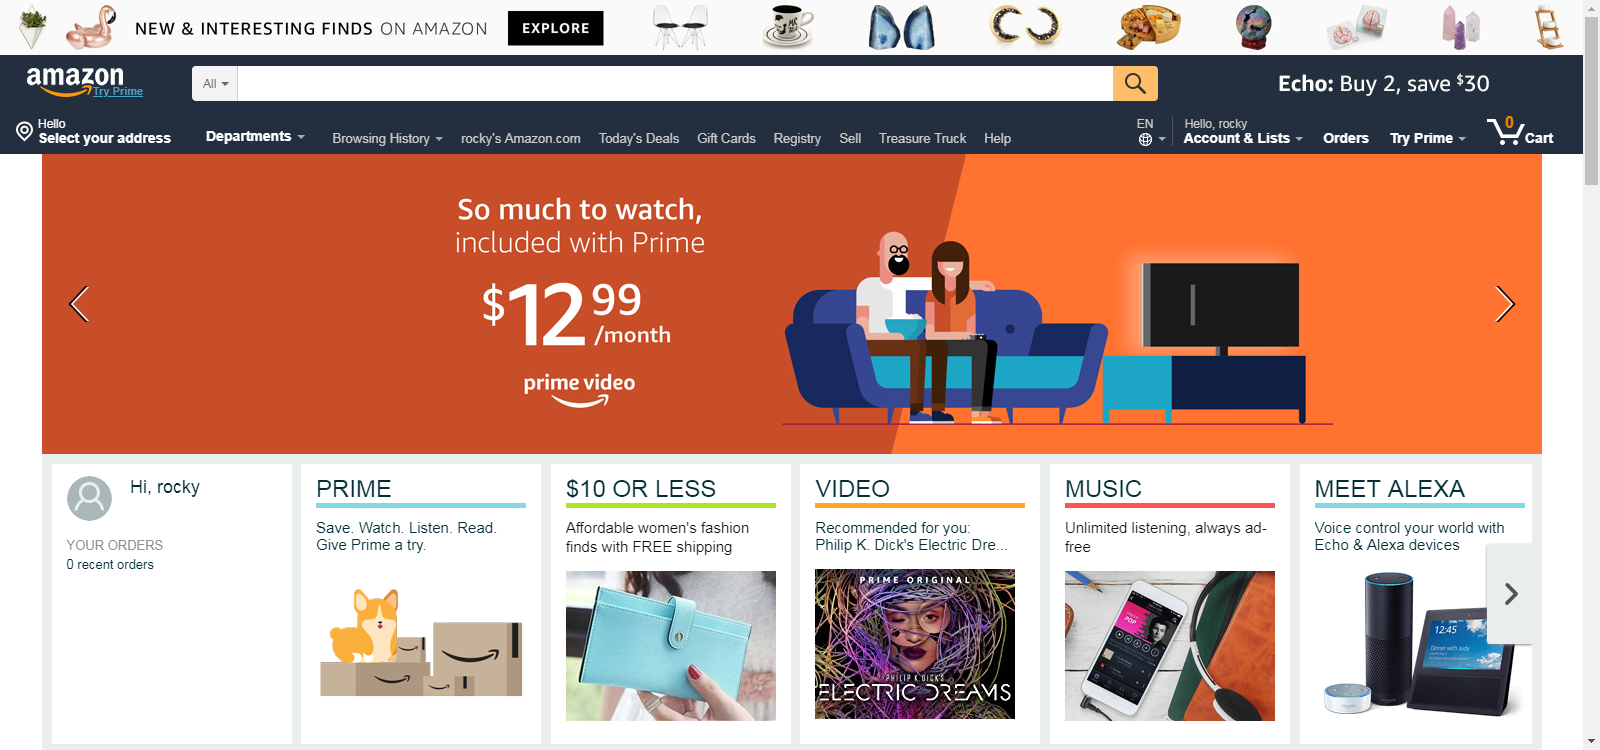 NEW & INTERESTING FINDS ON AMAZON
EXPLORE
amazon
Try Prime
All
Echo: Buy 2, save $30
Hello
Select your address
Departments
Browsing History
rocky's Amazon.com
Today's Deals
Gift Cards
Registry
Sell
Treasure Truck
Help
EN
Hello, rocky
Account & Lists
Orders
Try Prime
0
Cart
So much to watch,
included with Prime
$12 99
/month
prime video
Hi, rocky
YOUR ORDERS
0 recent orders
PRIME
Save. Watch. Listen. Read.
Give Prime a try.
$10 OR LESS
Affordable women's fashion
finds with FREE shipping
VIDEO
Recommended for you:
Philip K. Dick's Electric Dre...
PRIME ORIGINAL
PHILIP K. DICK'S
ELECTRIC DREAMS
MUSIC
Unlimited listening, always ad-
free
POP
MEET ALEXA
Voice control your world with
Echo & Alexa devices
12:45
Dinner with Judy